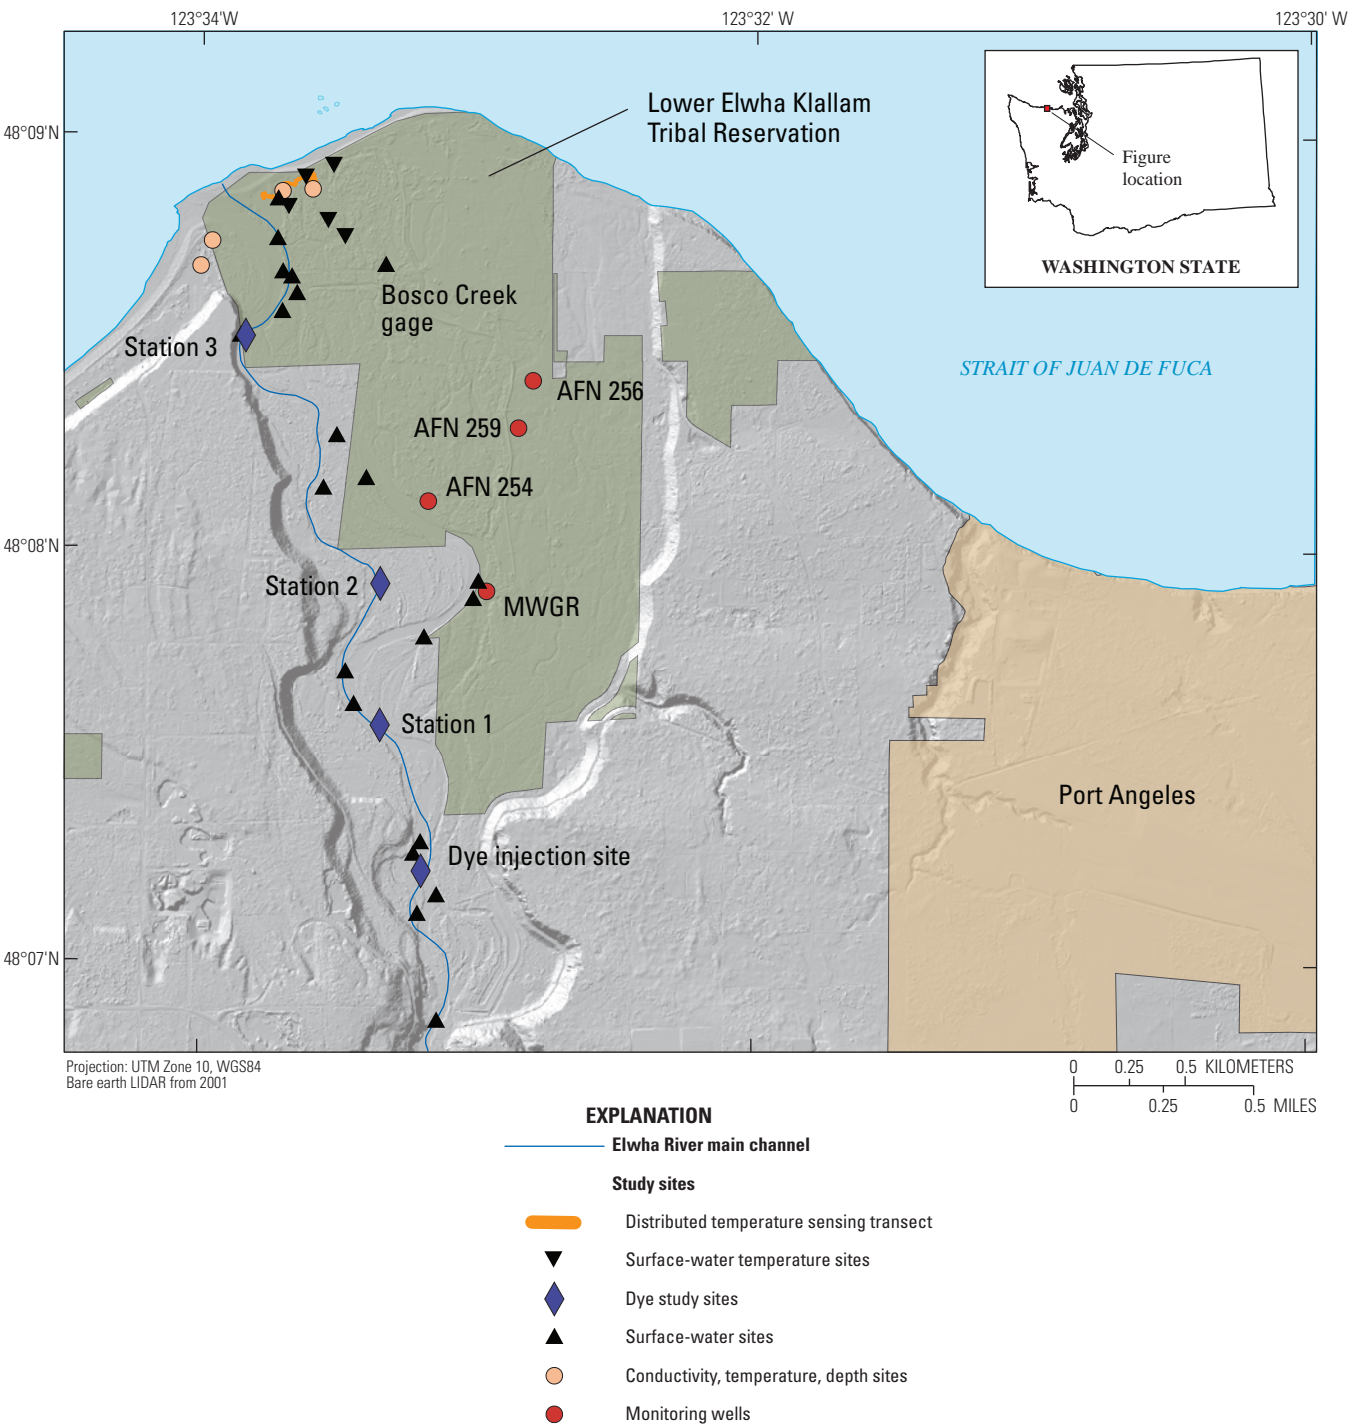 123°34'W
123°32' W
123°30' W
48°09'N
48°08'N
48°07'N
Lower Elwha Klallam
Tribal Reservation
Figure
location
WASHINGTON STATE
Bosco Creek
gage
Station 3
STRAIT OF JUAN DE FUCA
AFN 256
AFN 259
AFN 254
Station 2
MWGR
Station 1
Port Angeles
Dye injection site
Projection: UTM Zone 10, WGS84
Bare earth LIDAR from 2001
0 0.25 0.5 KILOMETERS
0 0.25 0.5 MILES
EXPLANATION
Elwha River main channel
Study sites
Distributed temperature sensing transect
Surface-water temperature sites
Dye study sites
Surface-water sites
Conductivity, temperature, depth sites
Monitoring wells